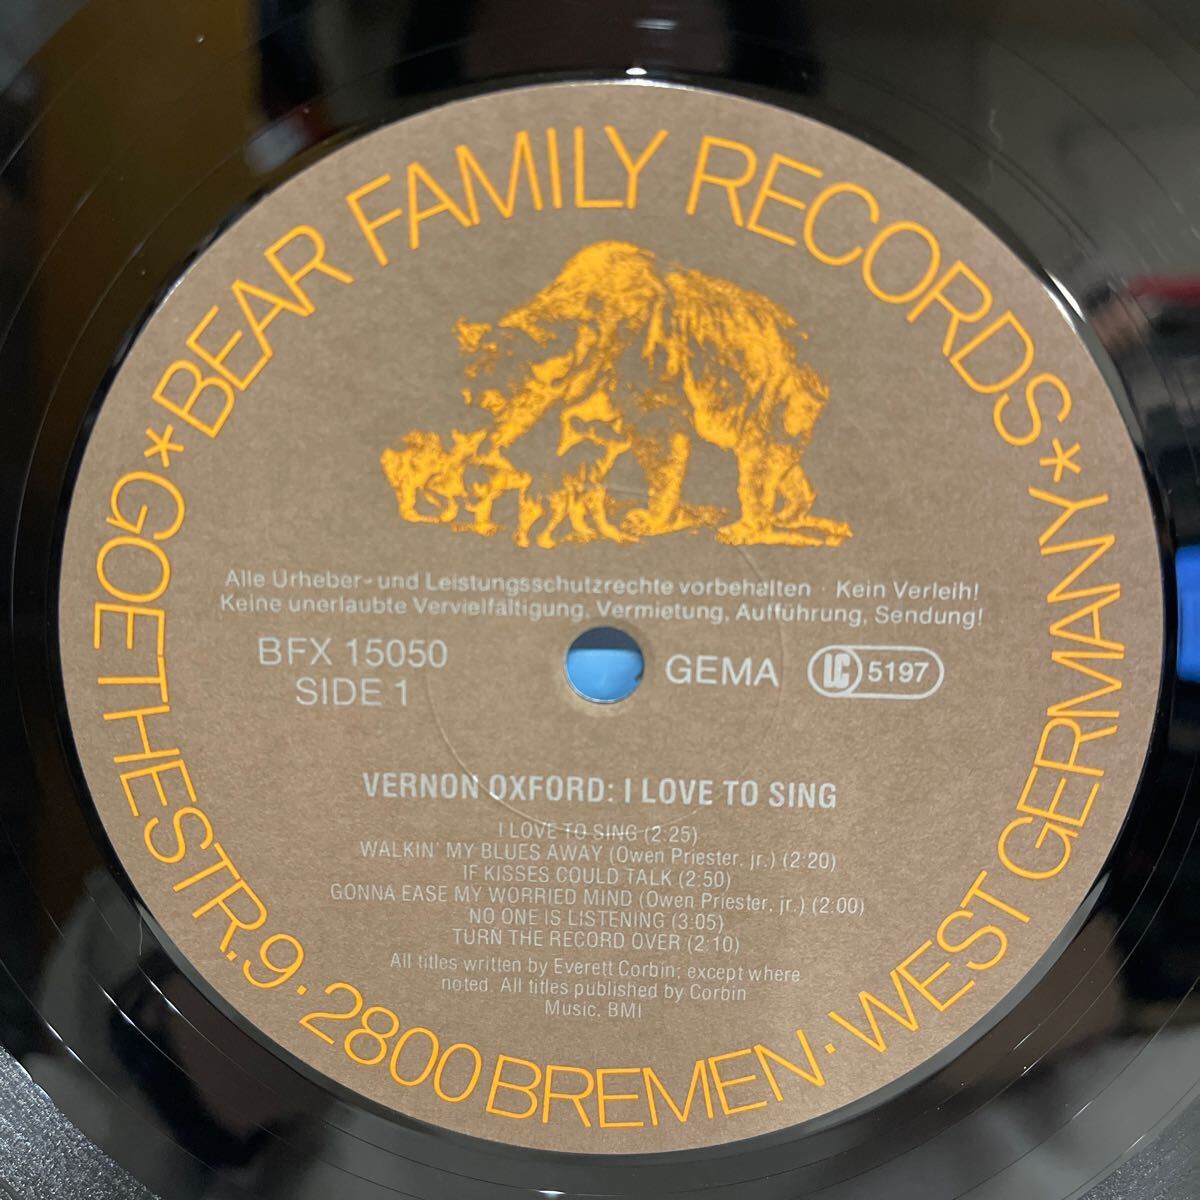 *BEAR FAMILY RECORDS*
GOETHESTR.9·2800 BREMEN·WEST GERMANY
Alle Urheber- und Leistungsschutzrechte vorbehalten · Kein Verleih!
Keine unerlaubte Vervielfältigung, Vermietung, Aufführung, Sendung!
BFX 15050
SIDE 1
GEMA
LC 5197
VERNON OXFORD: I LOVE TO SING
I LOVE TO SING (2:25)
WALKIN' MY BLUES AWAY (Owen Priester, jr.) (2:20)
IF KISSES COULD TALK (2:50)
GONNA EASE MY WORRIED MIND (Owen Priester, jr.) (2:00)
NO ONE IS LISTENING (3:05)
TURN THE RECORD OVER (2:10)
All titles written by Everett Corbin; except where
noted. All titles published by Corbin
Music, BMI